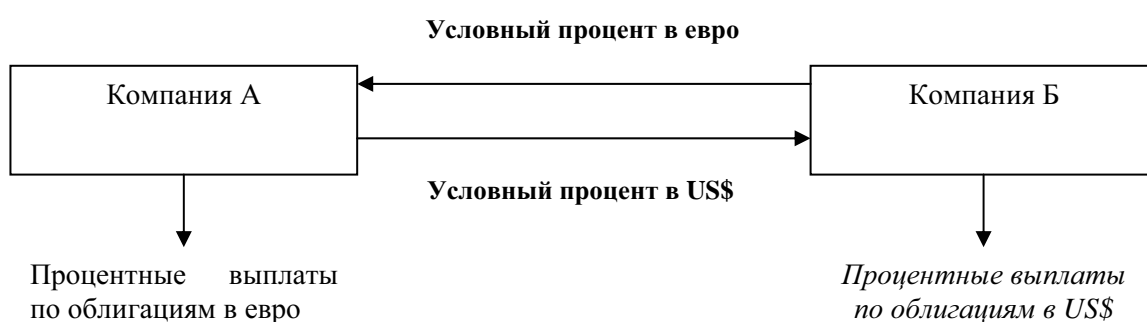 Условный процент в евро
Компания А
Компания Б
Условный процент в US$
Процентные выплаты
по облигациям в евро
Процентные выплаты
по облигациям в US$